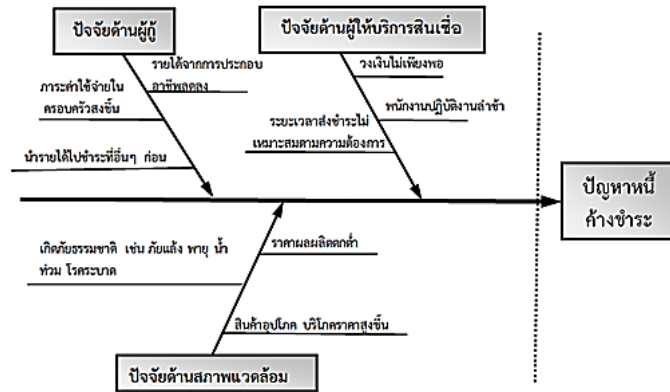 ปัจจัยด้านผู้กู้
ปัจจัยด้านผู้ให้บริการสินเชื่อ
รายได้จากการประกอบ
อาชีพลดลง
ภาระค่าใช้จ่ายใน
ครอบครัวสูงขึ้น
นำรายได้ไปชำระที่อื่นๆ ก่อน
วงเงินไม่เพียงพอ
พนักงานปฏิบัติงานล่าช้า
ระยะเวลาส่งชำระไม่
เหมาะสมตามความต้องการ
ปัญหาหนี้
ค้างชำระ
เกิดภัยธรรมชาติ เช่น ภัยแล้ง พายุ น้ำ
ท่วม โรคระบาด
ราคาผลผลิตตกต่ำ
สินค้าอุปโภค บริโภคราคาสูงขึ้น
ปัจจัยด้านสภาพแวดล้อม